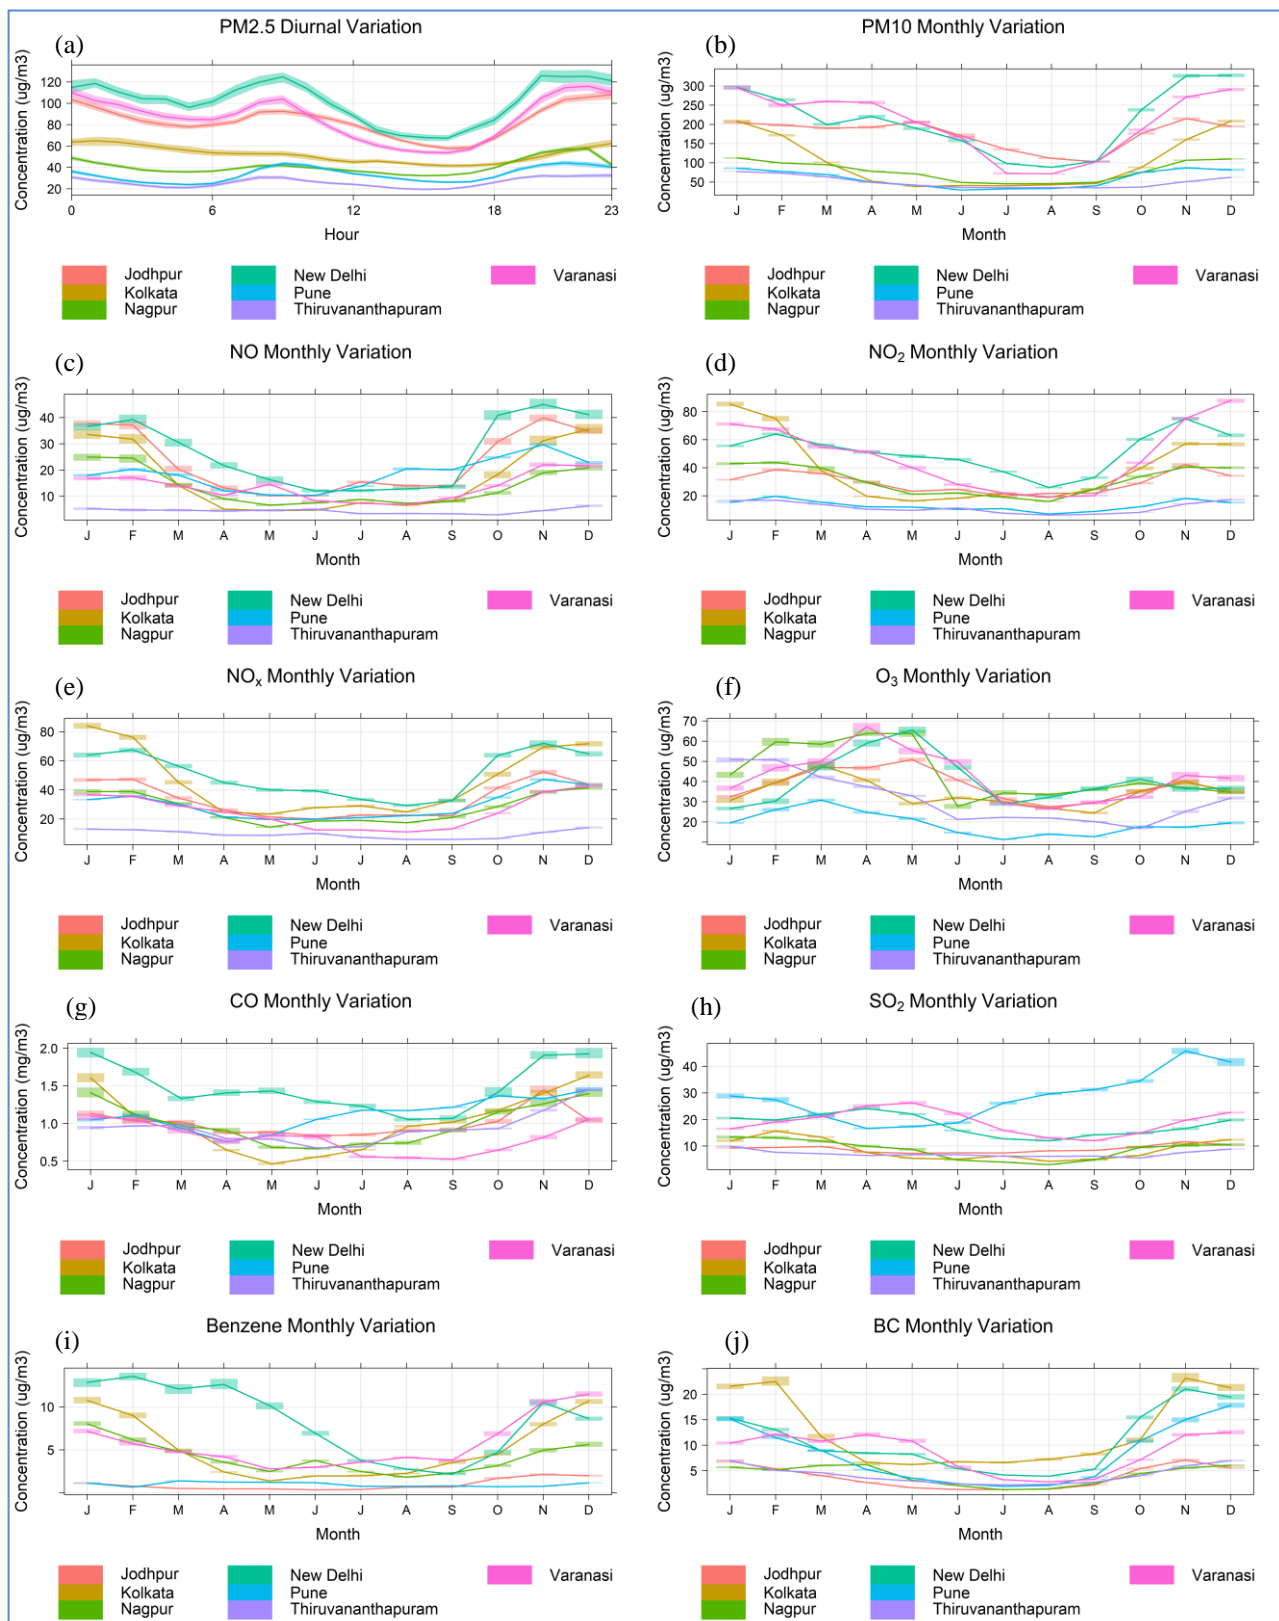 PM2.5 Diurnal Variation
(a)
Concentration (ug/m3)
120
100
80
60
40
20
0 6 12 18 23
Hour
Jodhpur New Delhi Varanasi
Kolkata Pune
Nagpur Thiruvananthapuram
PM10 Monthly Variation
(b)
Concentration (ug/m3)
300
250
200
150
100
50
J F M A M J J A S O N D
Month
Jodhpur New Delhi Varanasi
Kolkata Pune
Nagpur Thiruvananthapuram
NO Monthly Variation
(c)
Concentration (ug/m3)
40
30
20
10
J F M A M J J A S O N D
Month
Jodhpur New Delhi Varanasi
Kolkata Pune
Nagpur Thiruvananthapuram
NO₂ Monthly Variation
(d)
Concentration (ug/m3)
80
60
40
20
J F M A M J J A S O N D
Month
Jodhpur New Delhi Varanasi
Kolkata Pune
Nagpur Thiruvananthapuram
NOₓ Monthly Variation
(e)
Concentration (ug/m3)
80
60
40
20
J F M A M J J A S O N D
Month
Jodhpur New Delhi Varanasi
Kolkata Pune
Nagpur Thiruvananthapuram
O₃ Monthly Variation
(f)
Concentration (ug/m3)
70
60
50
40
30
20
J F M A M J J A S O N D
Month
Jodhpur New Delhi Varanasi
Kolkata Pune
Nagpur Thiruvananthapuram
CO Monthly Variation
(g)
Concentration (mg/m3)
2.0
1.5
1.0
0.5
J F M A M J J A S O N D
Month
Jodhpur New Delhi Varanasi
Kolkata Pune
Nagpur Thiruvananthapuram
SO₂ Monthly Variation
(h)
Concentration (ug/m3)
40
30
20
10
J F M A M J J A S O N D
Month
Jodhpur New Delhi Varanasi
Kolkata Pune
Nagpur Thiruvananthapuram
Benzene Monthly Variation
(i)
Concentration (ug/m3)
10
5
J F M A M J J A S O N D
Month
Jodhpur New Delhi Varanasi
Kolkata Pune
Nagpur Thiruvananthapuram
BC Monthly Variation
(j)
Concentration (ug/m3)
20
15
10
5
J F M A M J J A S O N D
Month
Jodhpur New Delhi Varanasi
Kolkata Pune
Nagpur Thiruvananthapuram